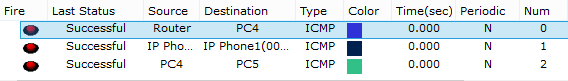 Fire Last Status Source Destination Type Color Time(sec) Periodic Num
Successful Router PC4 ICMP 0.000 N 0
Successful IP Pho... IP Phone1(00... ICMP 0.000 N 1
Successful PC4 PC5 ICMP 0.000 N 2